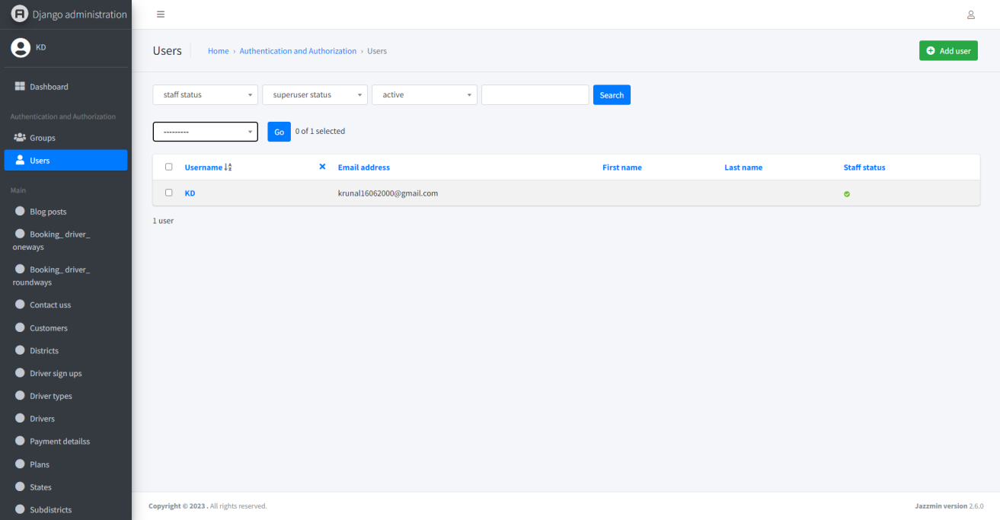 Django administration
KD
Dashboard
Authentication and Authorization
Groups
Users
Main
Blog posts
Booking_ driver_
oneways
Booking_ driver_
roundways
Contact uss
Customers
Districts
Driver sign ups
Driver types
Drivers
Payment detailss
Plans
States
Subdistricts
Users
Home › Authentication and Authorization › Users
Add user
staff status
superuser status
active
Search
---------
Go
0 of 1 selected
Username
Email address
First name
Last name
Staff status
KD
krunal16062000@gmail.com
1 user
Copyright © 2023 . All rights reserved.
Jazzmin version 2.6.0